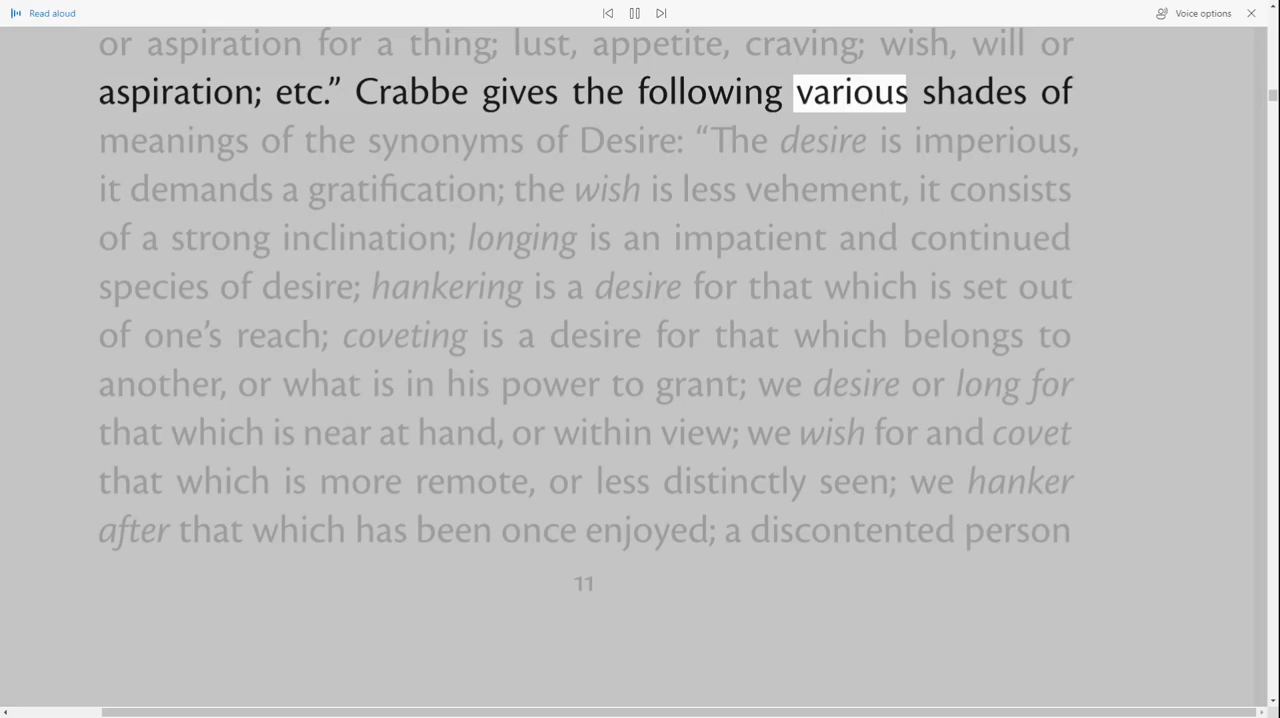 Read aloud
Voice options
or aspiration for a thing; lust, appetite, craving; wish, will or
aspiration; etc.” Crabbe gives the following various shades of
meanings of the synonyms of Desire: “The desire is imperious,
it demands a gratification; the wish is less vehement, it consists
of a strong inclination; longing is an impatient and continued
species of desire; hankering is a desire for that which is set out
of one’s reach; coveting is a desire for that which belongs to
another, or what is in his power to grant; we desire or long for
that which is near at hand, or within view; we wish for and covet
that which is more remote, or less distinctly seen; we hanker
after that which has been once enjoyed; a discontented person
11